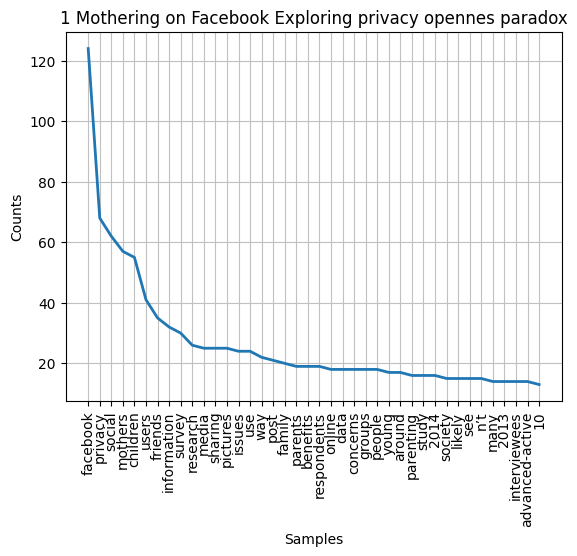 1 Mothering on Facebook Exploring privacy opennes paradox
120
100
80
60
40
20
Counts
facebook
privacy
social
mothers
children
users
friends
information
survey
research
media
sharing
pictures
issues
use
way
post
family
parents
benefits
respondents
online
data
concerns
groups
people
young
around
parenting
study
2014
society
likely
see
n't
many
2013
interviewees
advanced-active
10
Samples